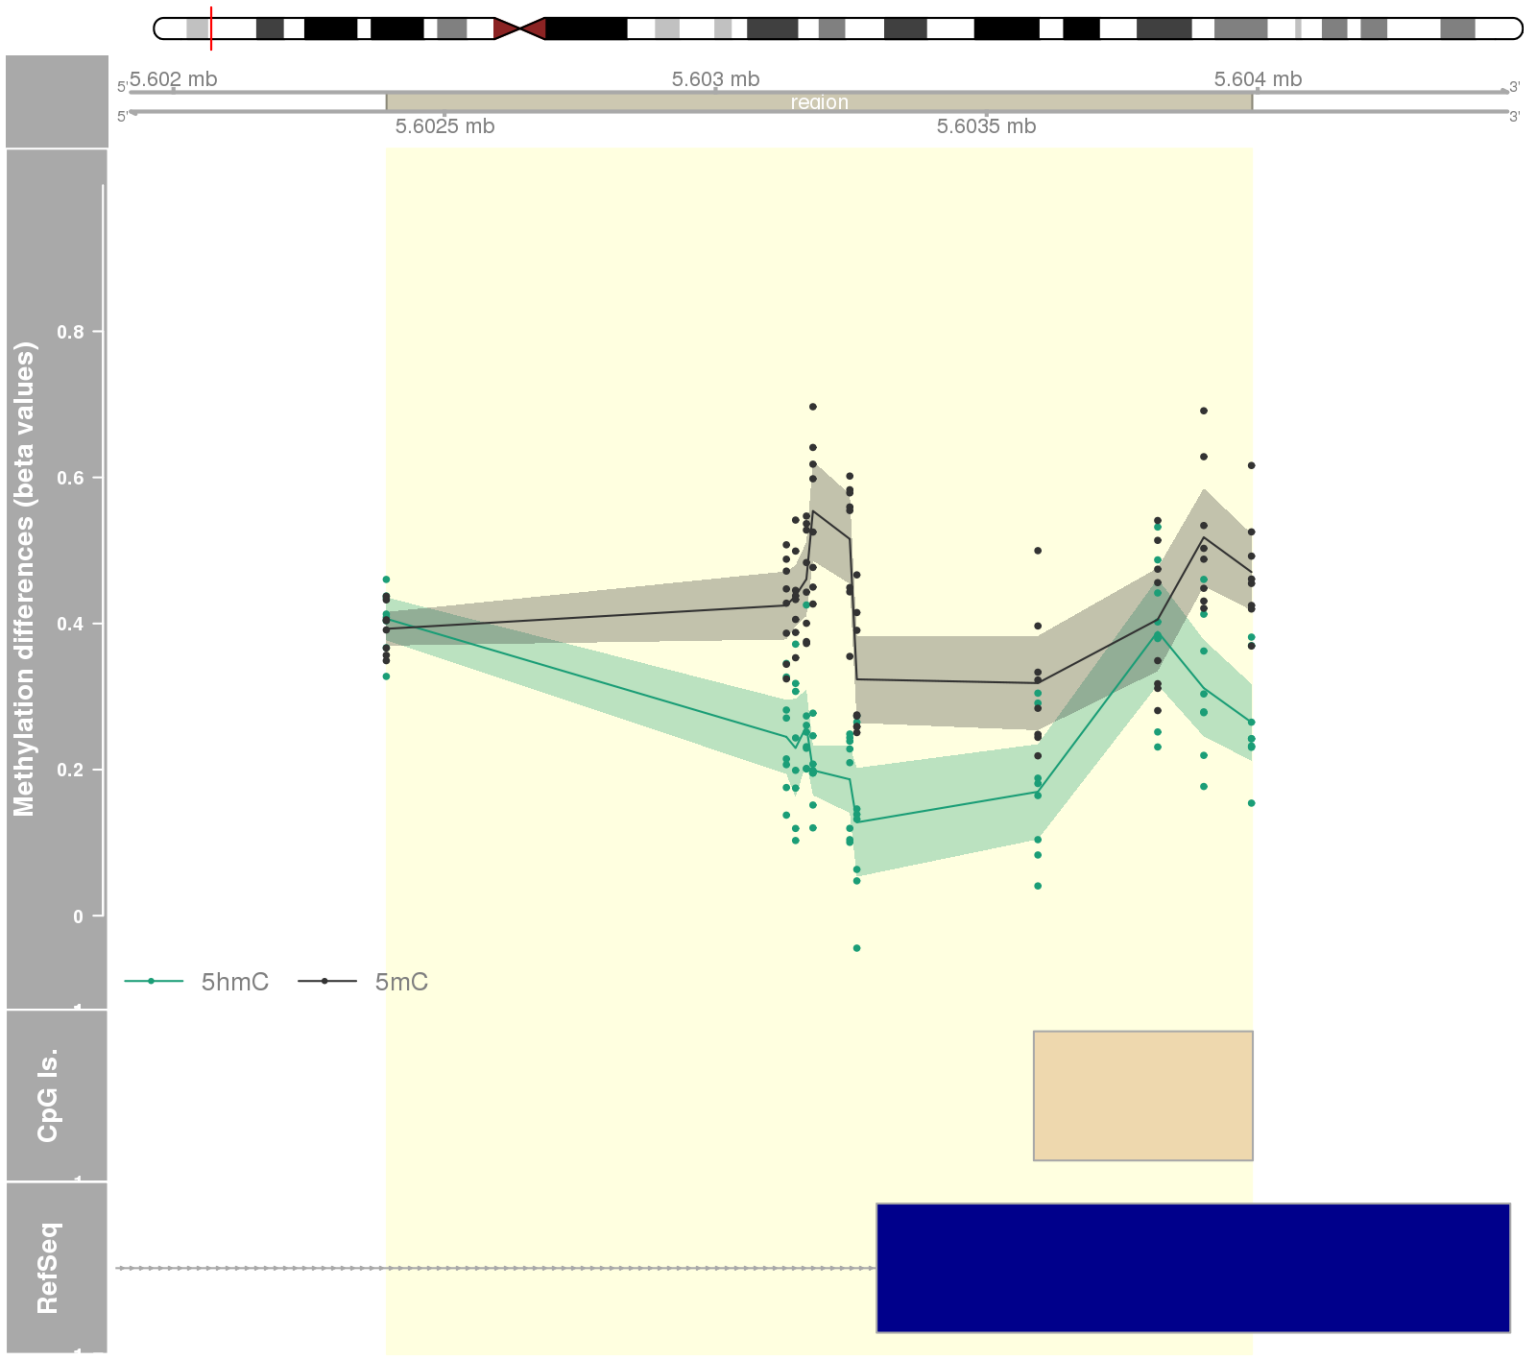 5.602 mb
5.603 mb
5.604 mb
5'
3'
region
5'
3'
5.6025 mb
5.6035 mb
Methylation differences (beta values)
0.8
0.6
0.4
0.2
0
5hmC
5mC
CpG Is.
RefSeq